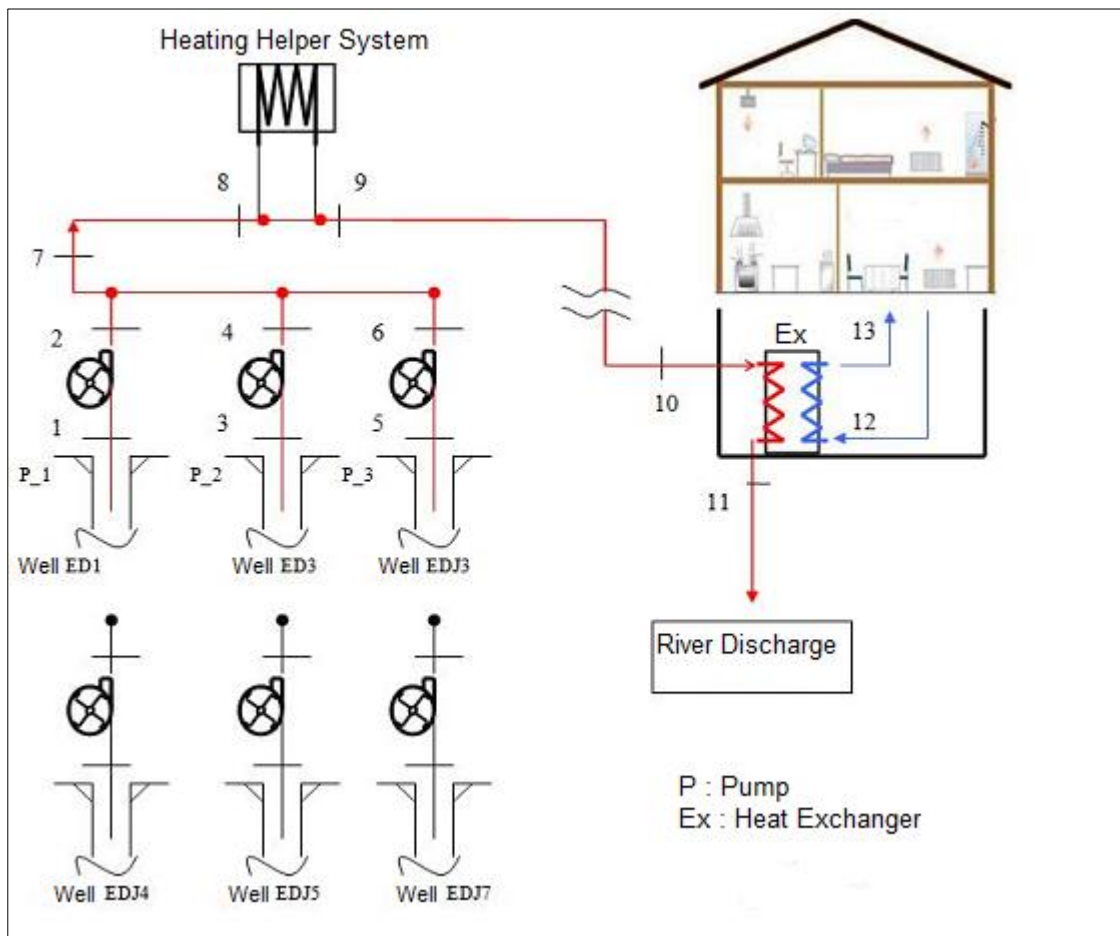 Heating Helper System
8
9
7
2
4
6
13
Ex
10
12
1
3
5
P_1
P_2
P_3
11
Well ED1
Well ED3
Well EDJ3
River Discharge
P : Pump
Ex : Heat Exchanger
Well EDJ4
Well EDJ5
Well EDJ7